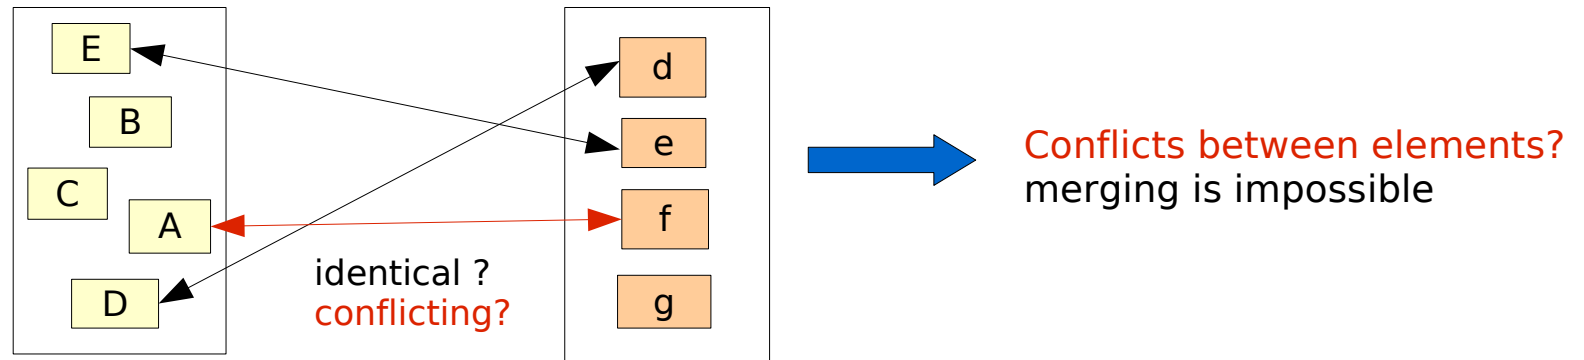 E
B
C
A
D
identical ?
conflicting?
d
e
f
g
Conflicts between elements?
merging is impossible